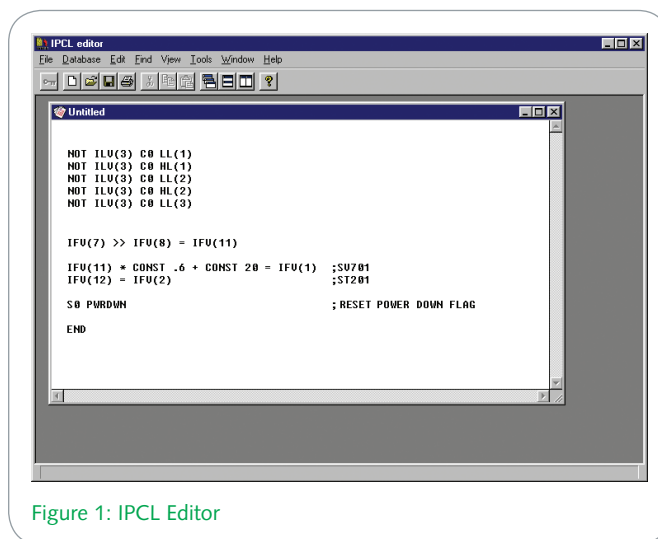 IPCL editor
File Database Edit Find View Tools Window Help
Untitled
NOT ILV(3) C0 LL(1)
NOT ILV(3) C0 HL(1)
NOT ILV(3) C0 LL(2)
NOT ILV(3) C0 HL(2)
NOT ILV(3) C0 LL(3)
IFV(7) >> IFV(8) = IFV(11)
IFV(11) * CONST .6 + CONST 20 = IFV(1) ;SV701
IFV(12) = IFV(2) ;ST201
S0 PWRDWN ;RESET POWER DOWN FLAG
END
Figure 1: IPCL Editor